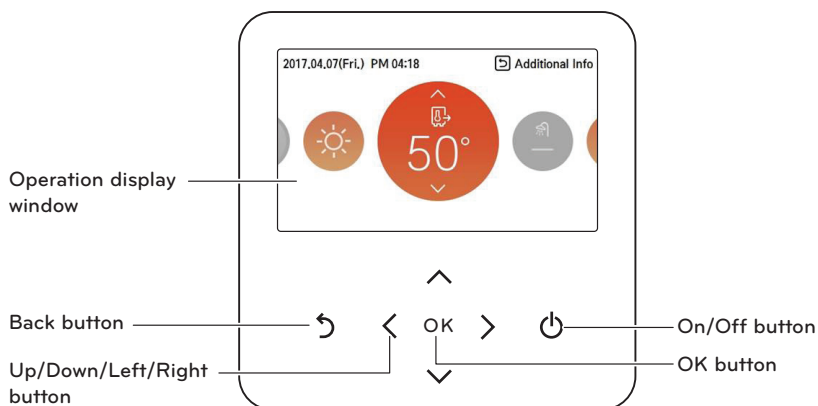 2017.04.07(Fri.) PM 04:18
Additional Info
50°
Operation display
window
Back button
OK
On/Off button
Up/Down/Left/Right
button
OK button